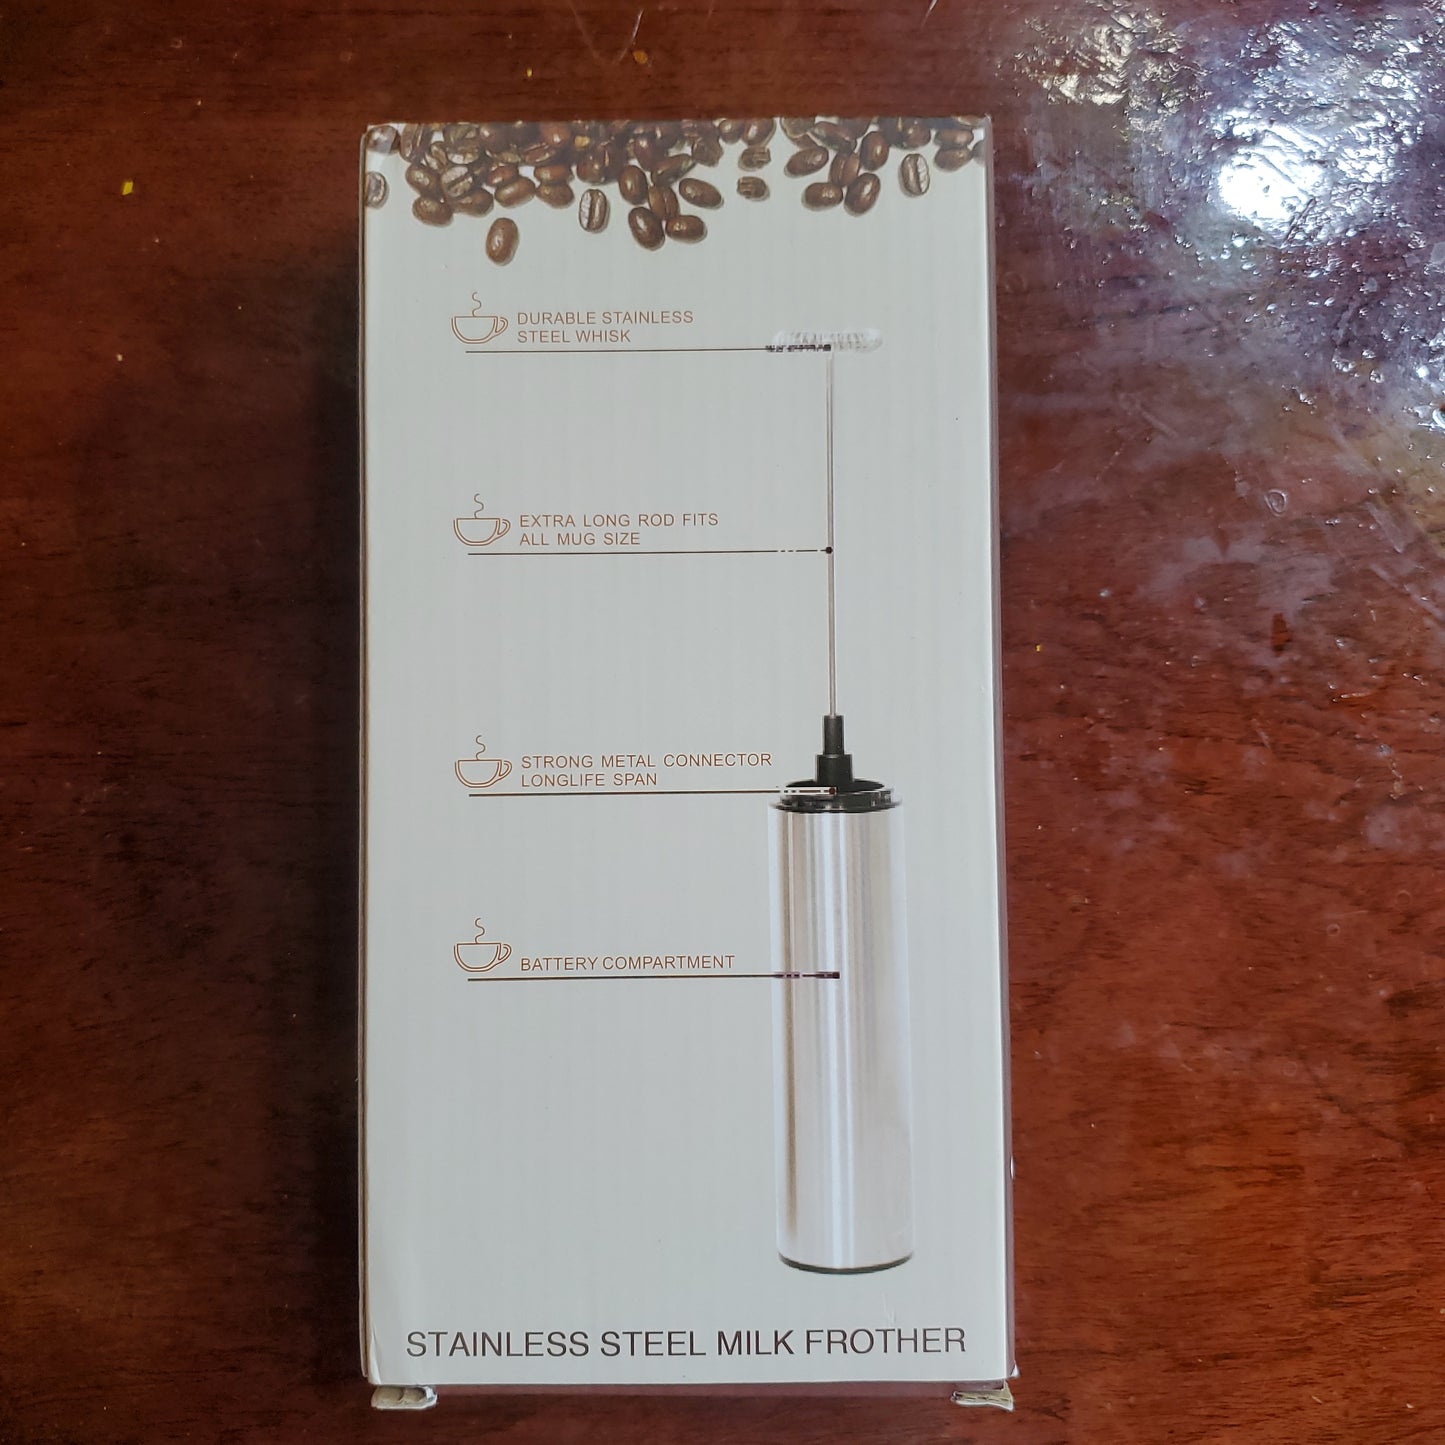 DURABLE STAINLESS
STEEL WHISK
EXTRA LONG ROD FITS
ALL MUG SIZE
STRONG METAL CONNECTOR
LONGLIFE SPAN
BATTERY COMPARTMENT
STAINLESS STEEL MILK FROTHER